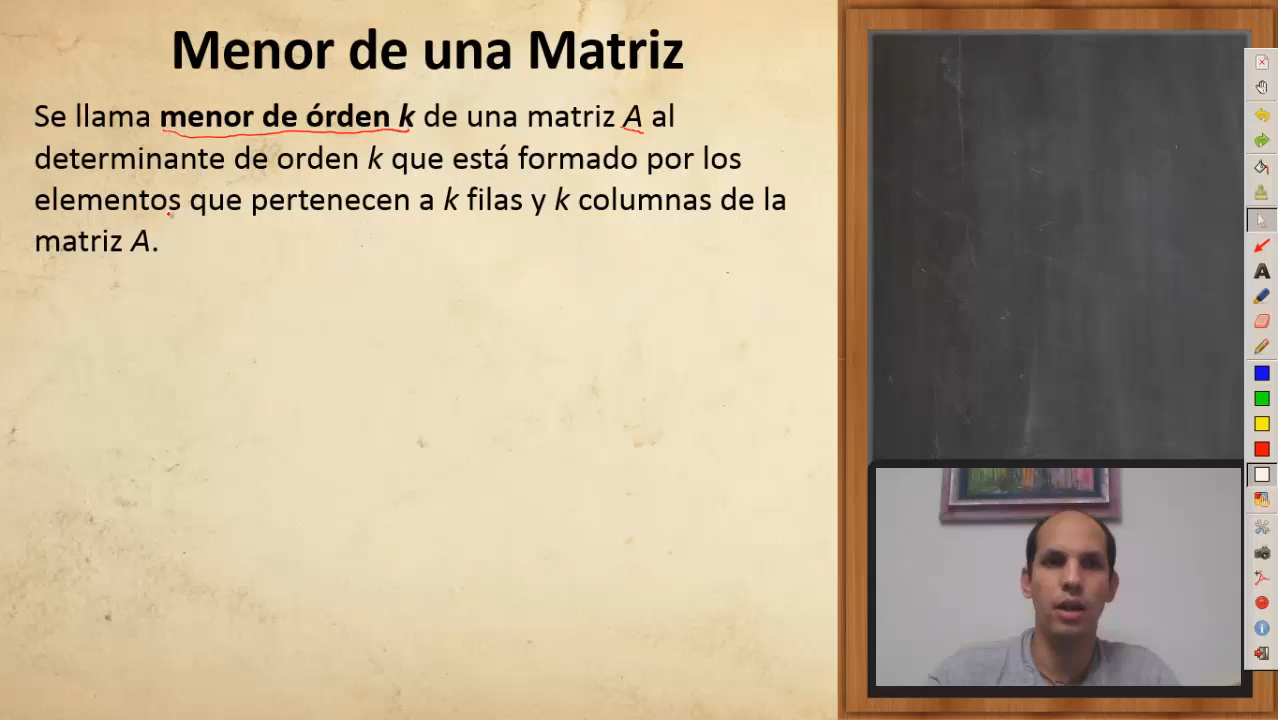 Menor de una Matriz
Se llama menor de órden k de una matriz A al
determinante de orden k que está formado por los
elementos que pertenecen a k filas y k columnas de la
matriz A.